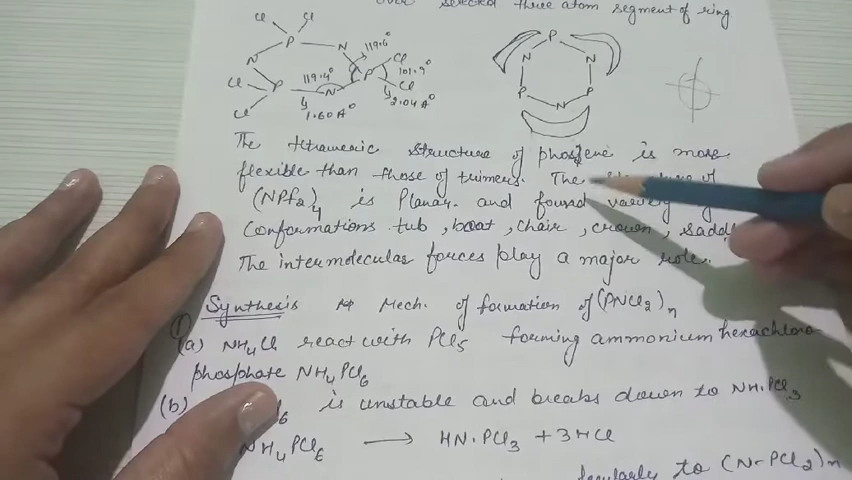 over selected three atom segment of ring
Cl Cl
P
N N 119.6° Cl
P 101.9°
Cl 119.4° Cl
P N
Cl 1.60A° 2.04A°
P
N N
P P
N
The tetrameric structure of phosfene is more
flexible than those of trimers. The of
(NPf2)4 is Planar and found
Conformations tub, boat, chair, crown,
The intermolecular forces play a major role.
Synthesis Mech. of formation of (PNCl2)n
①
(a) NH4Cl react with PCl5 forming ammonium hexachloro-
phosphate NH4PCl6
(b) is unstable and breaks down to NH.PCl3
NH4PCl6 → HN.PCl3 + 3HCl
to (N-PCl2)n